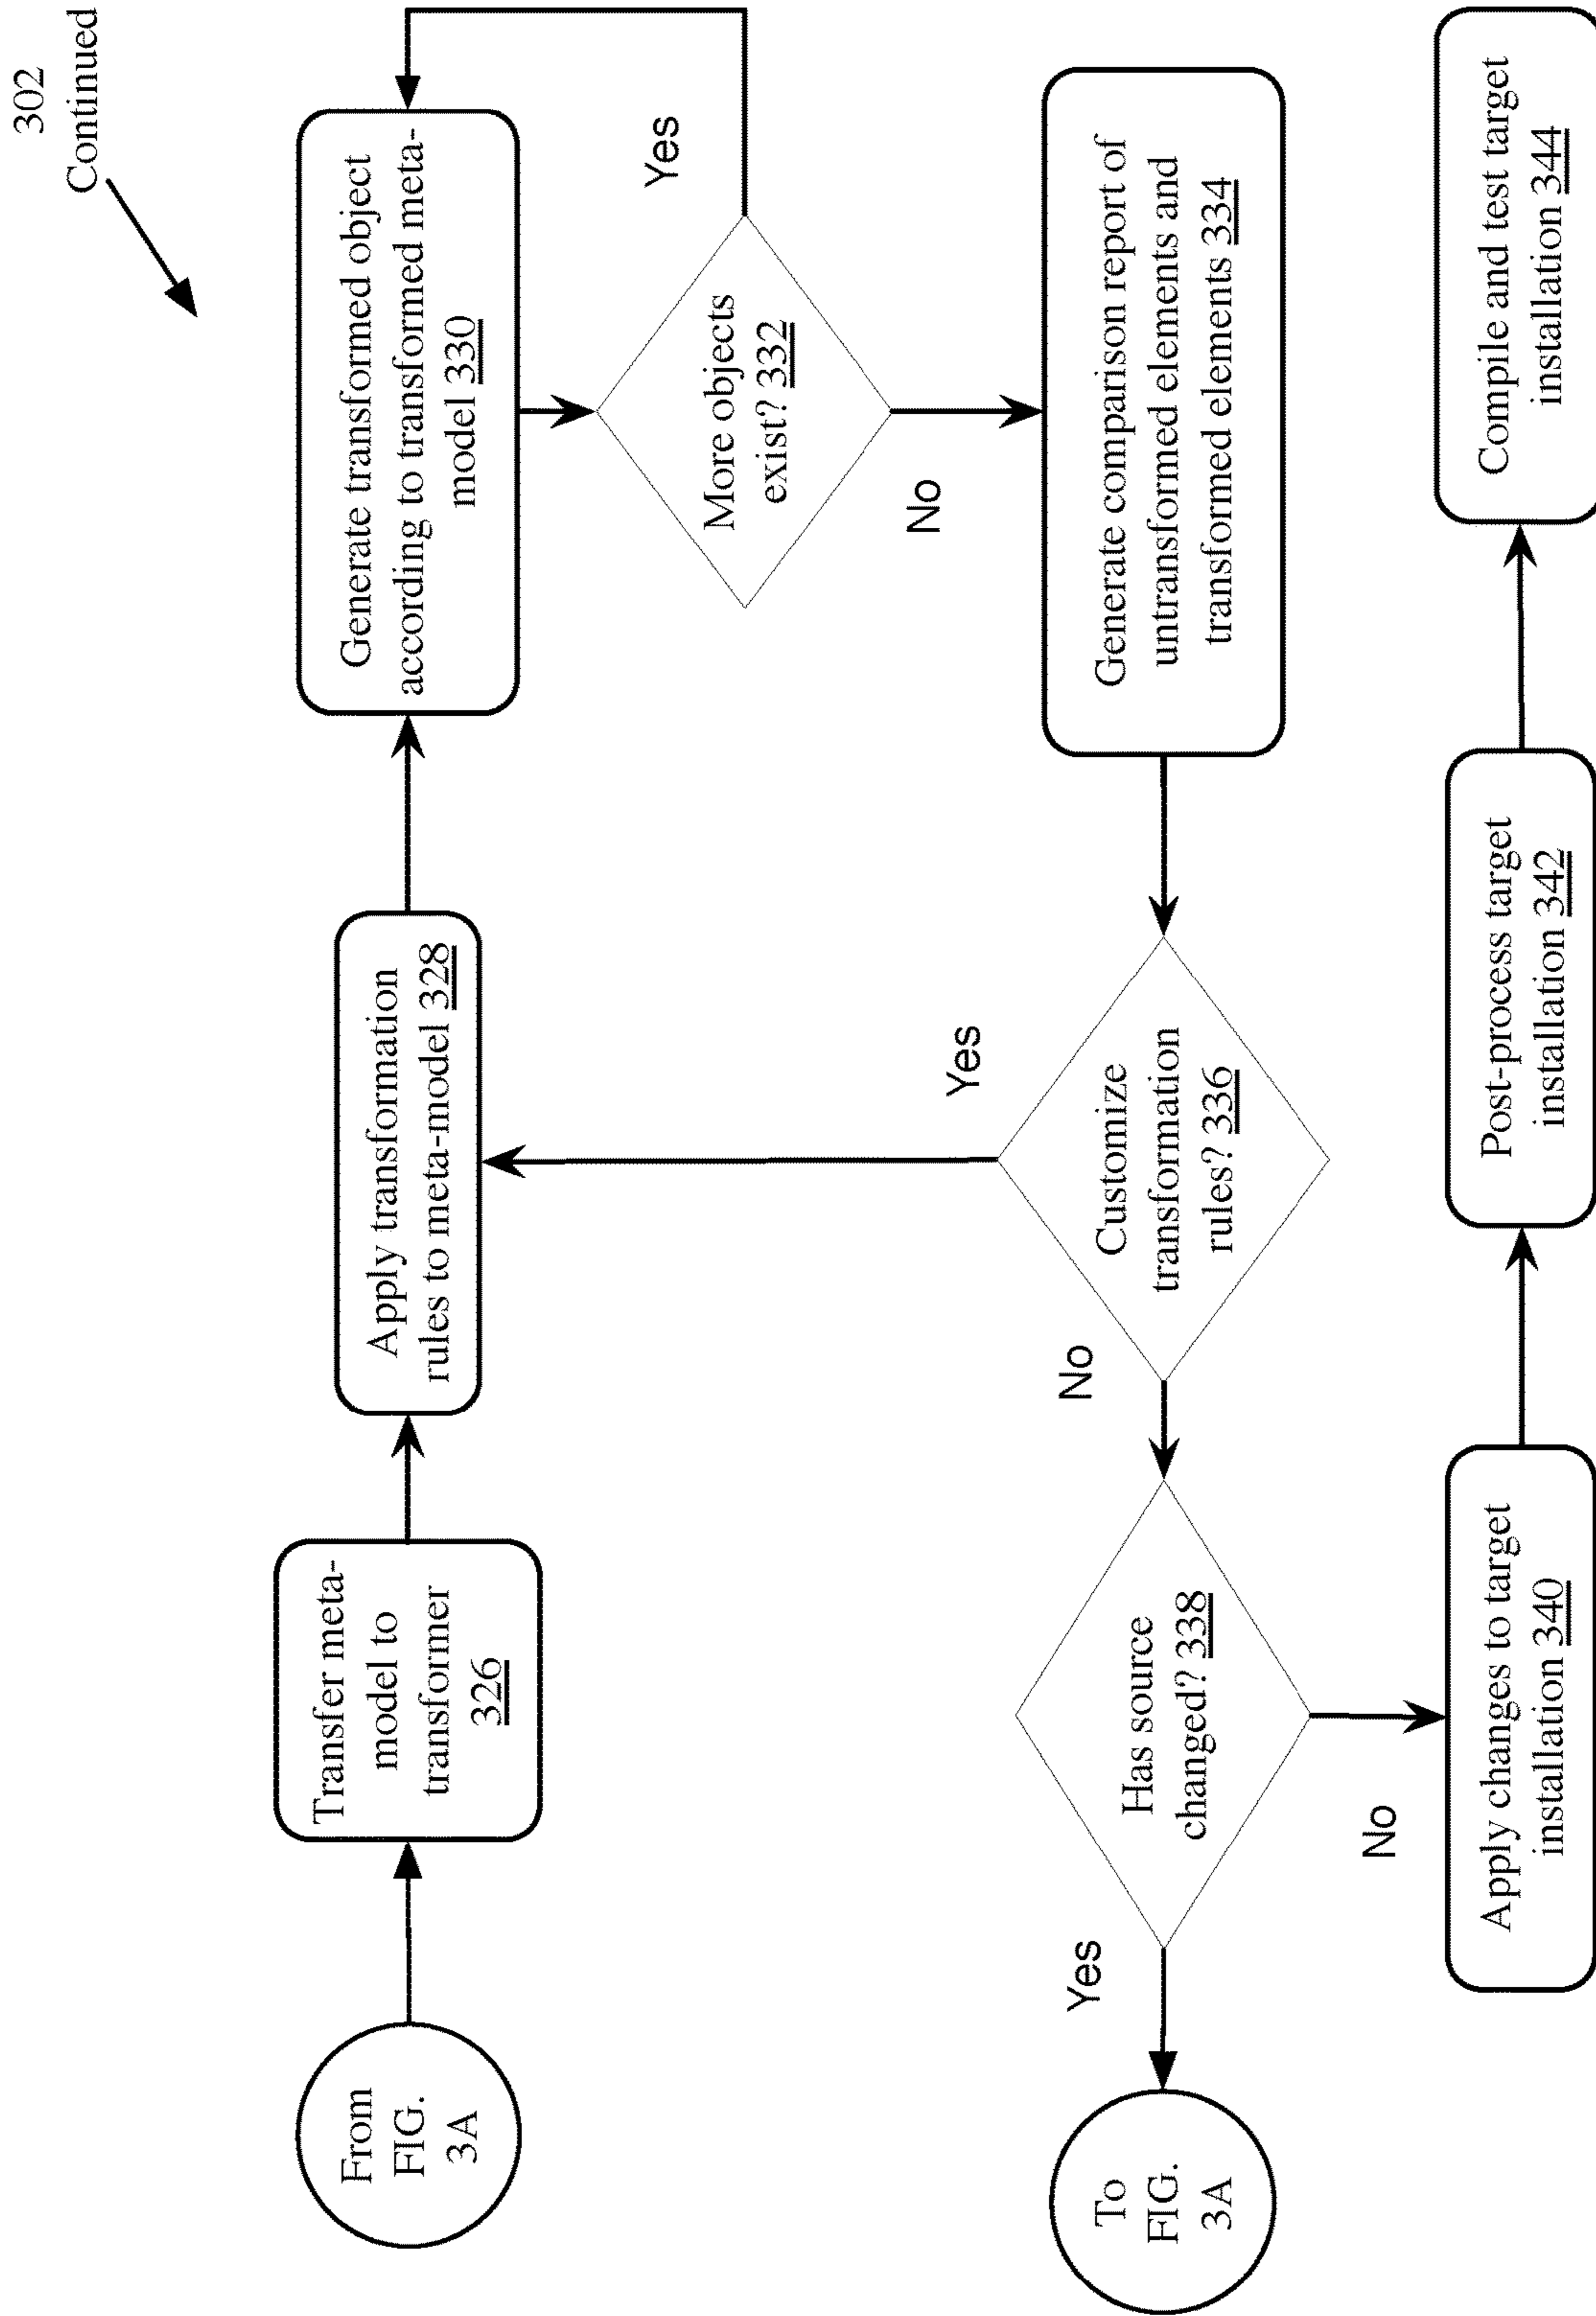 302
Continued
From
FIG.
3A
Transfer meta-
model to
transformer
326
Apply transformation
rules to meta-model 328
Generate transformed object
according to transformed meta-
model 330
More objects
exist? 332
Yes
No
Generate comparison report of
untransformed elements and
transformed elements 334
Customize
transformation
rules? 336
Yes
No
Has source
changed? 338
Yes
No
To
FIG.
3A
Apply changes to target
installation 340
Post-process target
installation 342
Compile and test target
installation 344